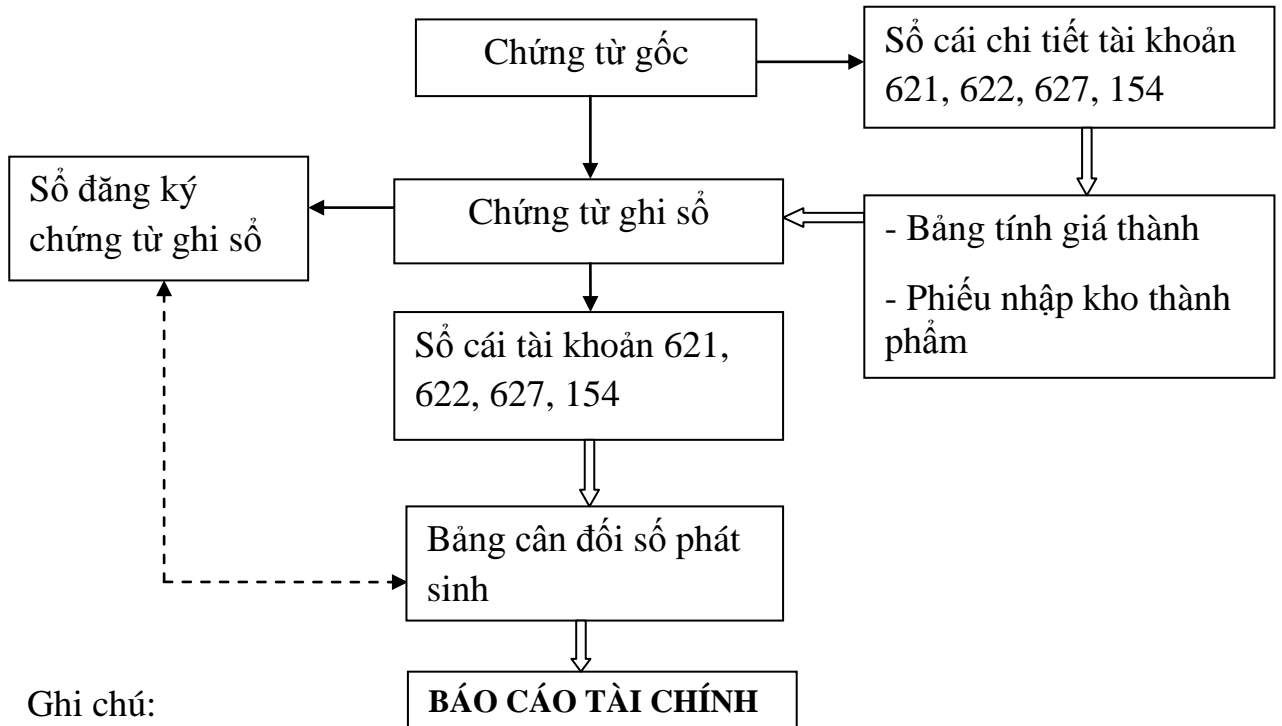 Chứng từ gốc
Sổ cái chi tiết tài khoản
621, 622, 627, 154
Sổ đăng ký
chứng từ ghi sổ
Chứng từ ghi sổ
- Bảng tính giá thành
- Phiếu nhập kho thành
phẩm
Sổ cái tài khoản 621,
622, 627, 154
Bảng cân đối số phát
sinh
Ghi chú:
BÁO CÁO TÀI CHÍNH